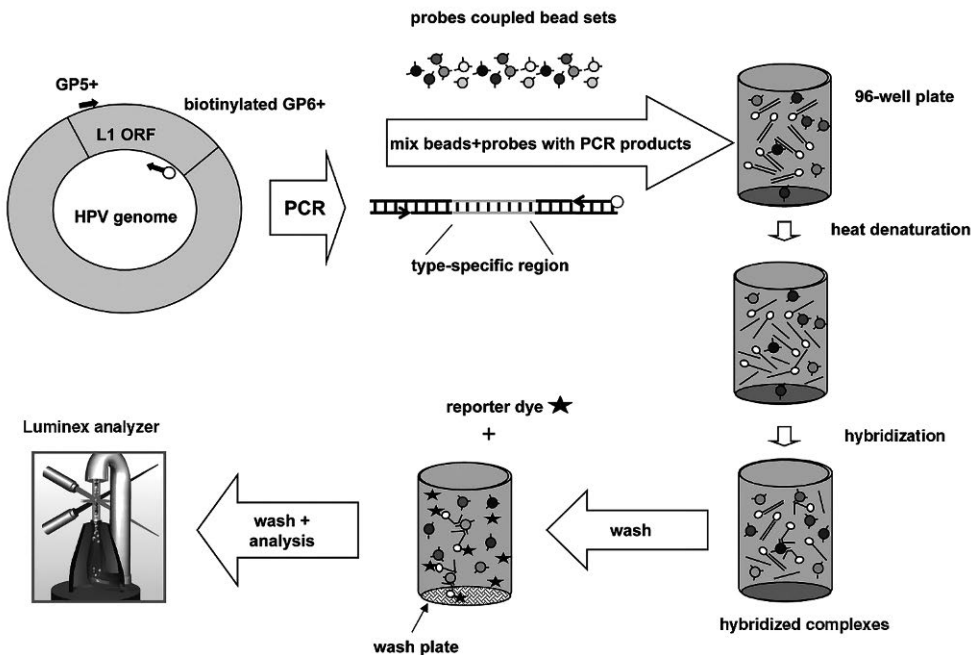 probes coupled bead sets
GP5+
biotinylated GP6+
L1 ORF
HPV genome
PCR
mix beads+probes with PCR products
type-specific region
96-well plate
heat denaturation
hybridization
hybridized complexes
wash
reporter dye
+
wash plate
wash +
analysis
Luminex analyzer